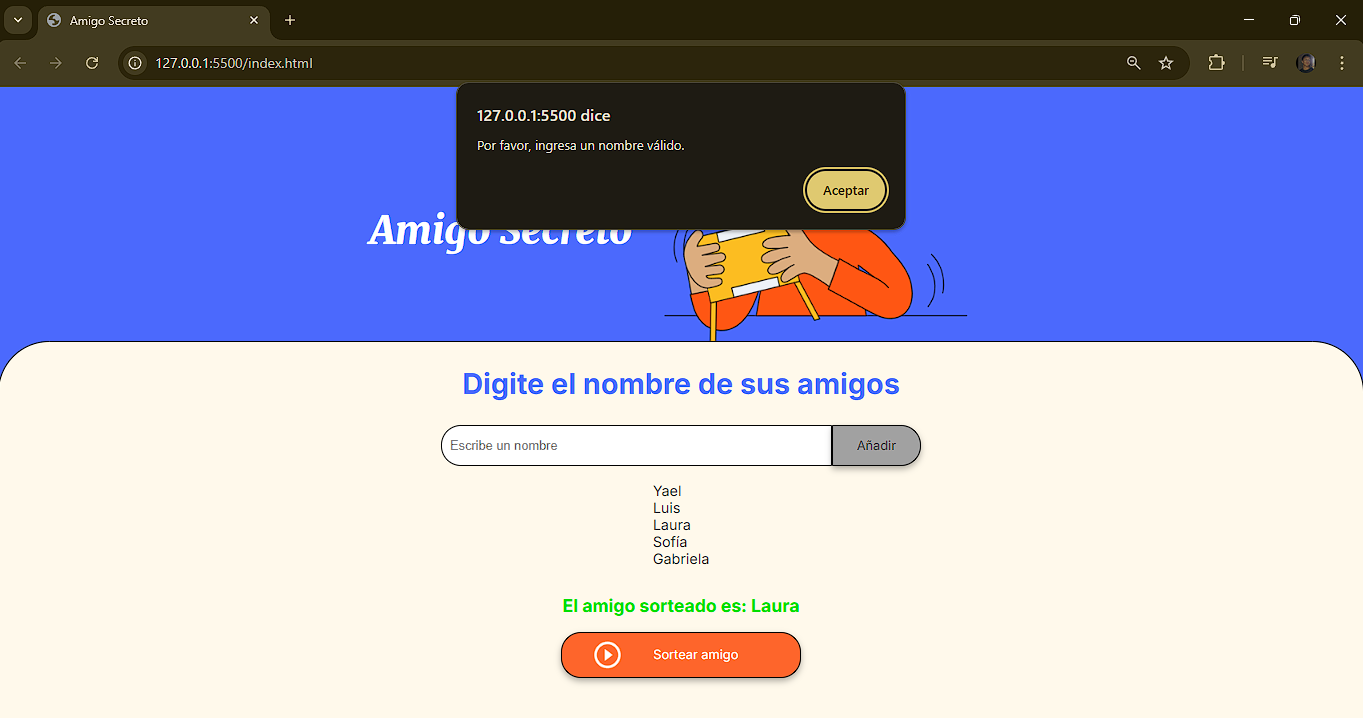 Amigo Secreto
127.0.0.1:5500/index.html
127.0.0.1:5500 dice
Por favor, ingresa un nombre válido.
Aceptar
Amigo Secreto
Digite el nombre de sus amigos
Escribe un nombre
Añadir
Yael
Luis
Laura
Sofía
Gabriela
El amigo sorteado es: Laura
Sortear amigo